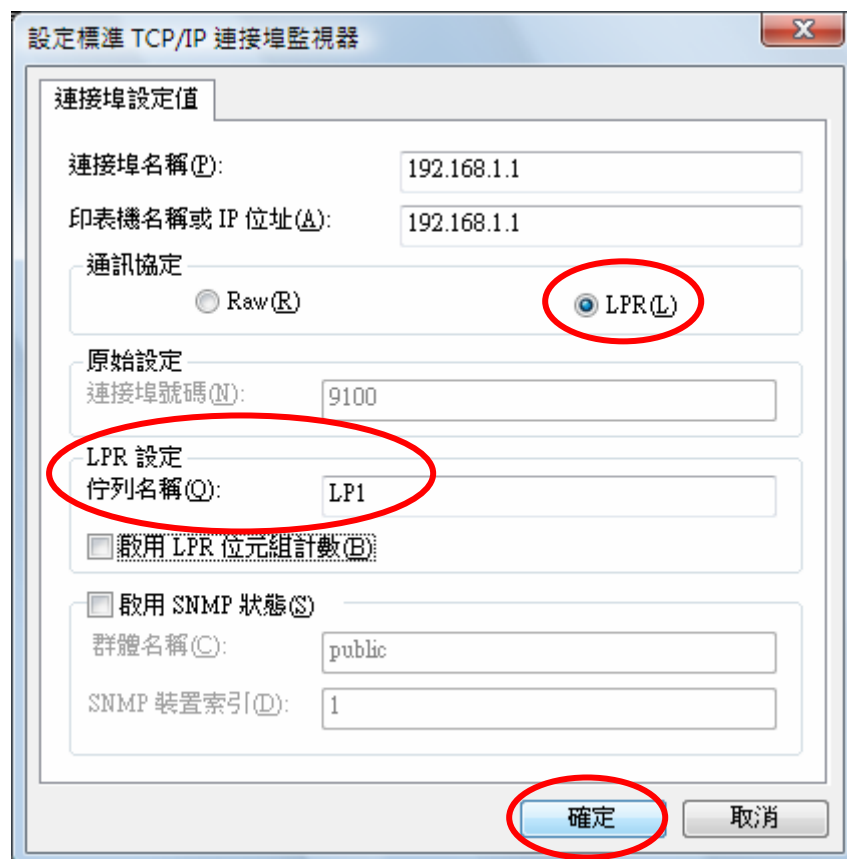 設定標準 TCP/IP 連接埠監視器
連接埠設定值
連接埠名稱(P): 192.168.1.1
印表機名稱或 IP 位址(A): 192.168.1.1
通訊協定
Raw(R) LPR(L)
原始設定
連接埠號碼(N): 9100
LPR 設定
佇列名稱(Q): LP1
啟用 LPR 位元組計數(B)
啟用 SNMP 狀態(S)
群體名稱(C): public
SNMP 裝置索引(D): 1
確定 取消